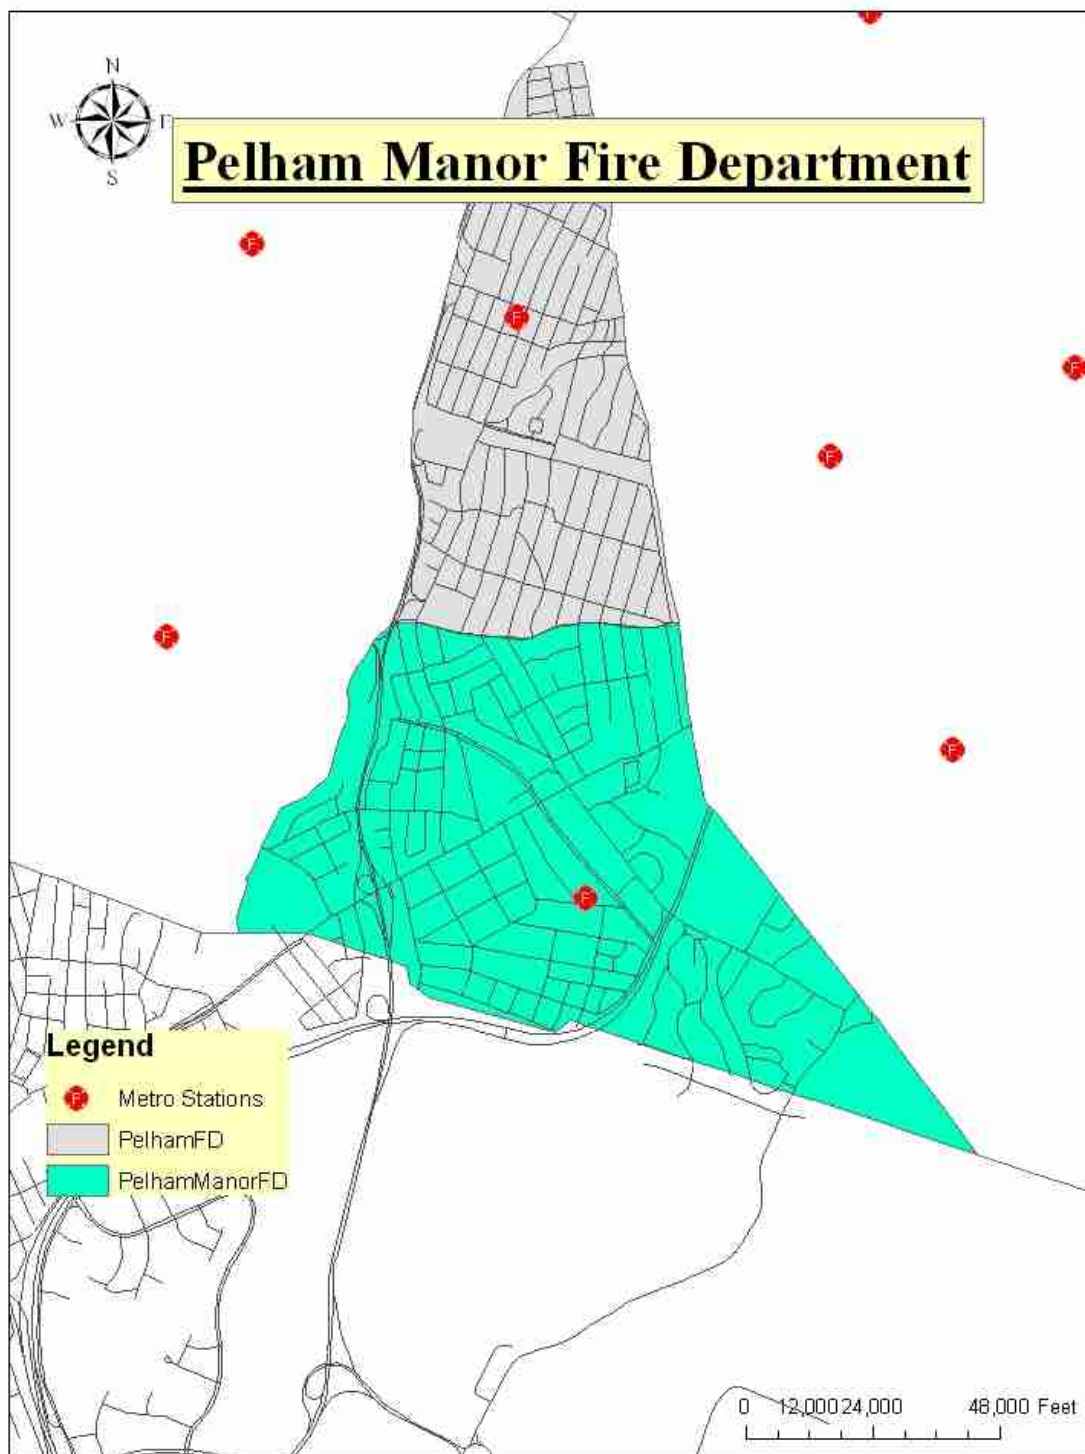 N
W E
S
Pelham Manor Fire Department
F
F
F
F
F
F
F
F
F
Legend
F Metro Stations
PelhamFD
PelhamManorFD
0 12,000 24,000 48,000 Feet